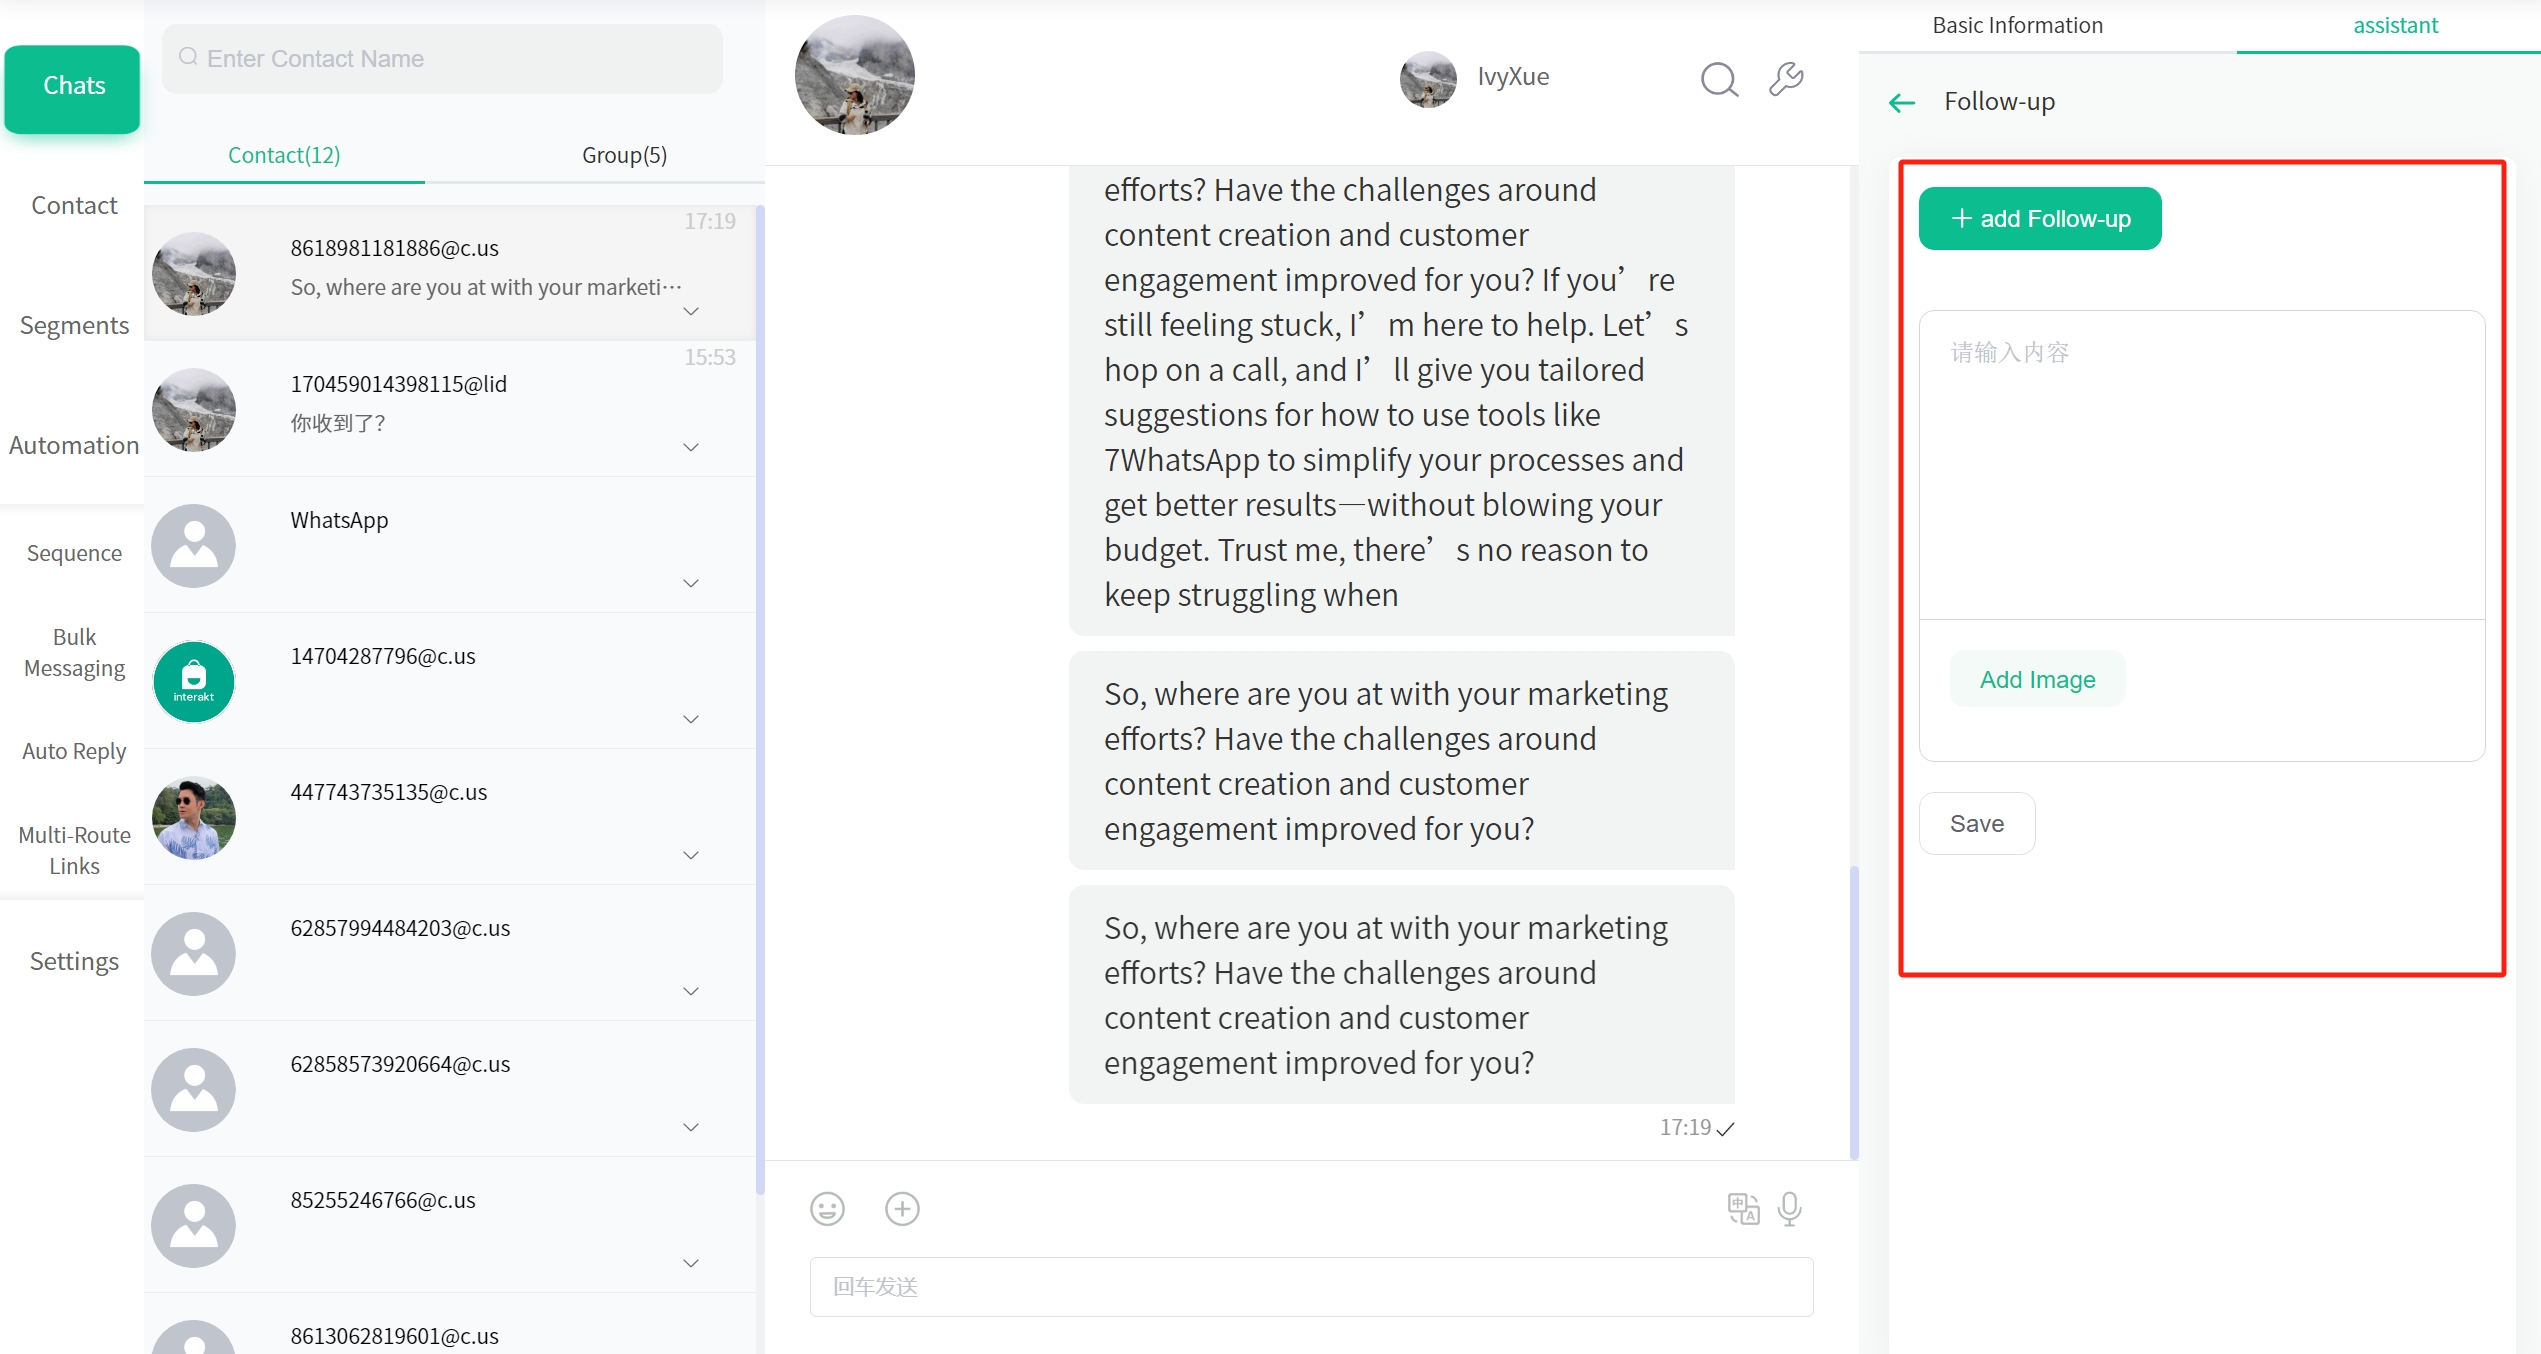 Chats
Contact
Segments
Automation
Sequence
Bulk
Messaging
Auto Reply
Multi-Route
Links
Settings
Enter Contact Name
Contact(12)
Group(5)
17:19
8618981181886@c.us
So, where are you at with your marketi···
15:53
170459014398115@lid
你收到了?
WhatsApp
interakt
14704287796@c.us
447743735135@c.us
62857994484203@c.us
62858573920664@c.us
85255246766@c.us
8613062819601@c.us
IvyXue
efforts? Have the challenges around
content creation and customer
engagement improved for you? If you’re
still feeling stuck, I’m here to help. Let’s
hop on a call, and I’ll give you tailored
suggestions for how to use tools like
7WhatsApp to simplify your processes and
get better results—without blowing your
budget. Trust me, there’s no reason to
keep struggling when
So, where are you at with your marketing
efforts? Have the challenges around
content creation and customer
engagement improved for you?
So, where are you at with your marketing
efforts? Have the challenges around
content creation and customer
engagement improved for you?
17:19
中
A
回车发送
Basic Information
assistant
Follow-up
+ add Follow-up
请输入内容
Add Image
Save